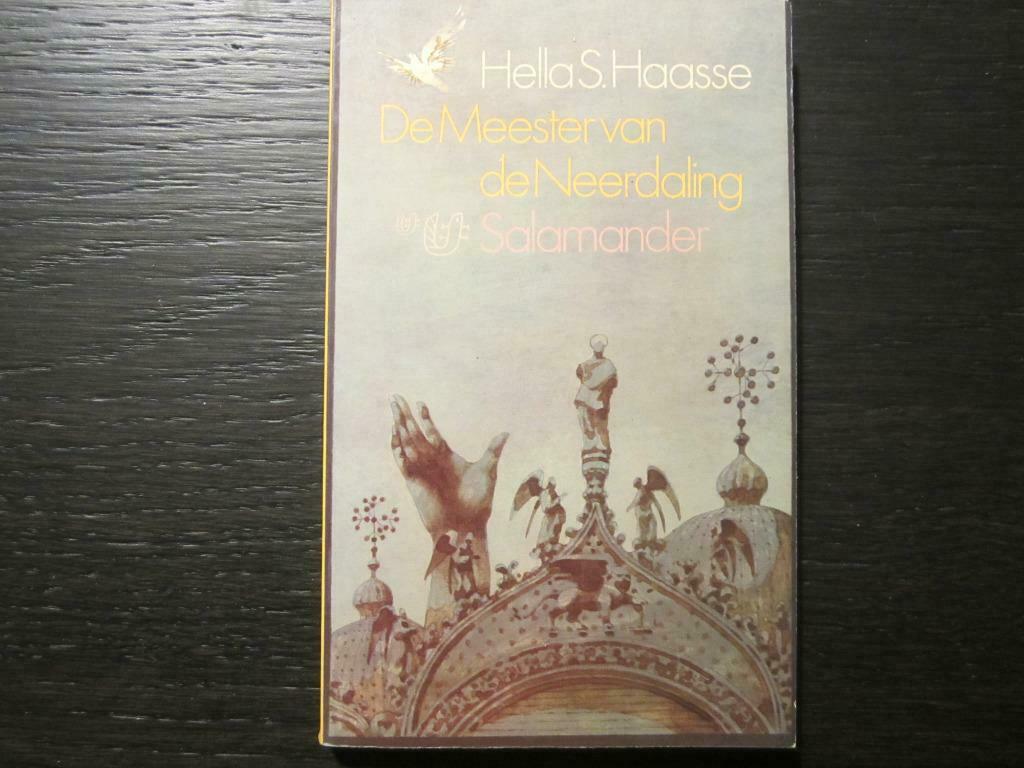 Hella S. Haasse
De Meester van
de Neerdaling
Salamander